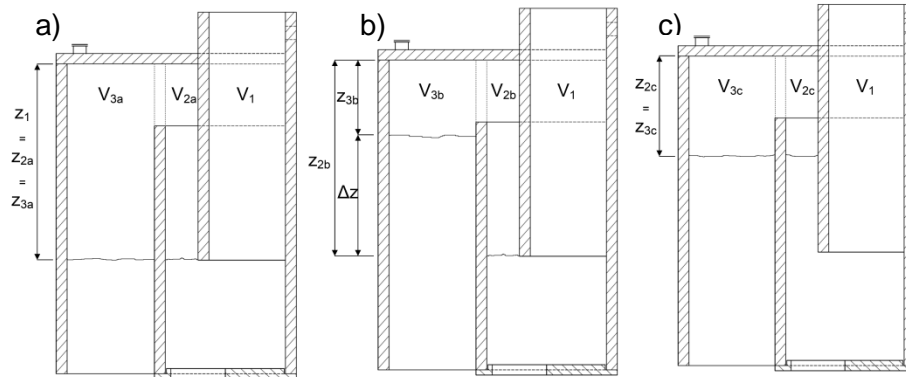 a)
V3a
V2a
V1
z1
=
z2a
=
z3a
b)
V3b
V2b
V1
z3b
z2b
Δz
c)
V3c
V2c
V1
z2c
=
z3c